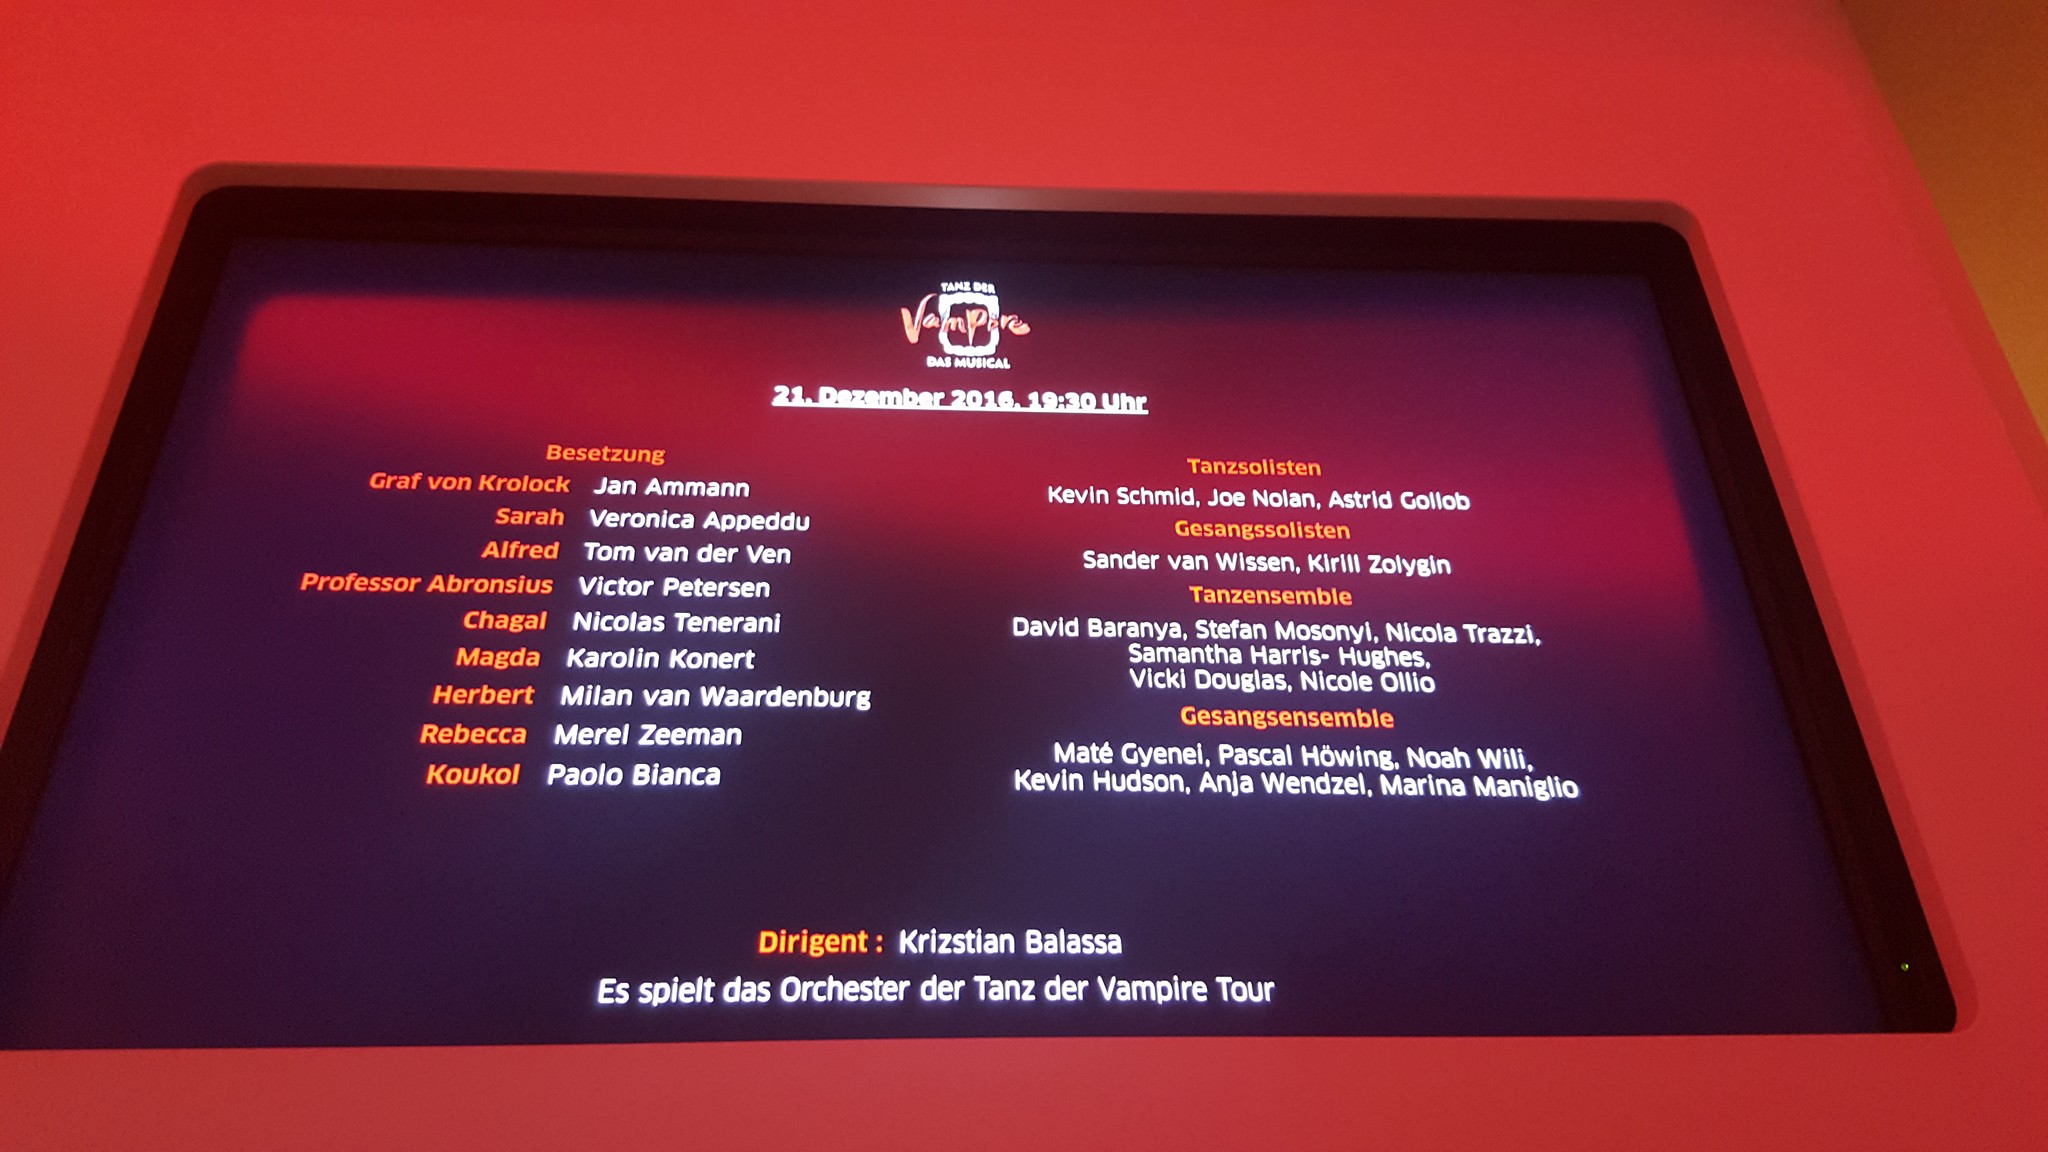 TANZ DER
Vampire
DAS MUSICAL
21. Dezember 2016, 19:30 Uhr
Besetzung
Graf von Krolock Jan Ammann
Sarah Veronica Appeddu
Alfred Tom van der Ven
Professor Abronsius Victor Petersen
Chagal Nicolas Tenerani
Magda Karolin Konert
Herbert Milan van Waardenburg
Rebecca Merel Zeeman
Koukol Paolo Bianca
Tanzsolisten
Kevin Schmid, Joe Nolan, Astrid Gollob
Gesangssolisten
Sander van Wissen, Kirill Zolygin
Tanzensemble
David Baranya, Stefan Mosonyi, Nicola Trazzi,
Samantha Harris- Hughes,
Vicki Douglas, Nicole Ollio
Gesangsensemble
Maté Gyenei, Pascal Höwing, Noah Wili,
Kevin Hudson, Anja Wendzel, Marina Maniglio
Dirigent : Krizstian Balassa
Es spielt das Orchester der Tanz der Vampire Tour